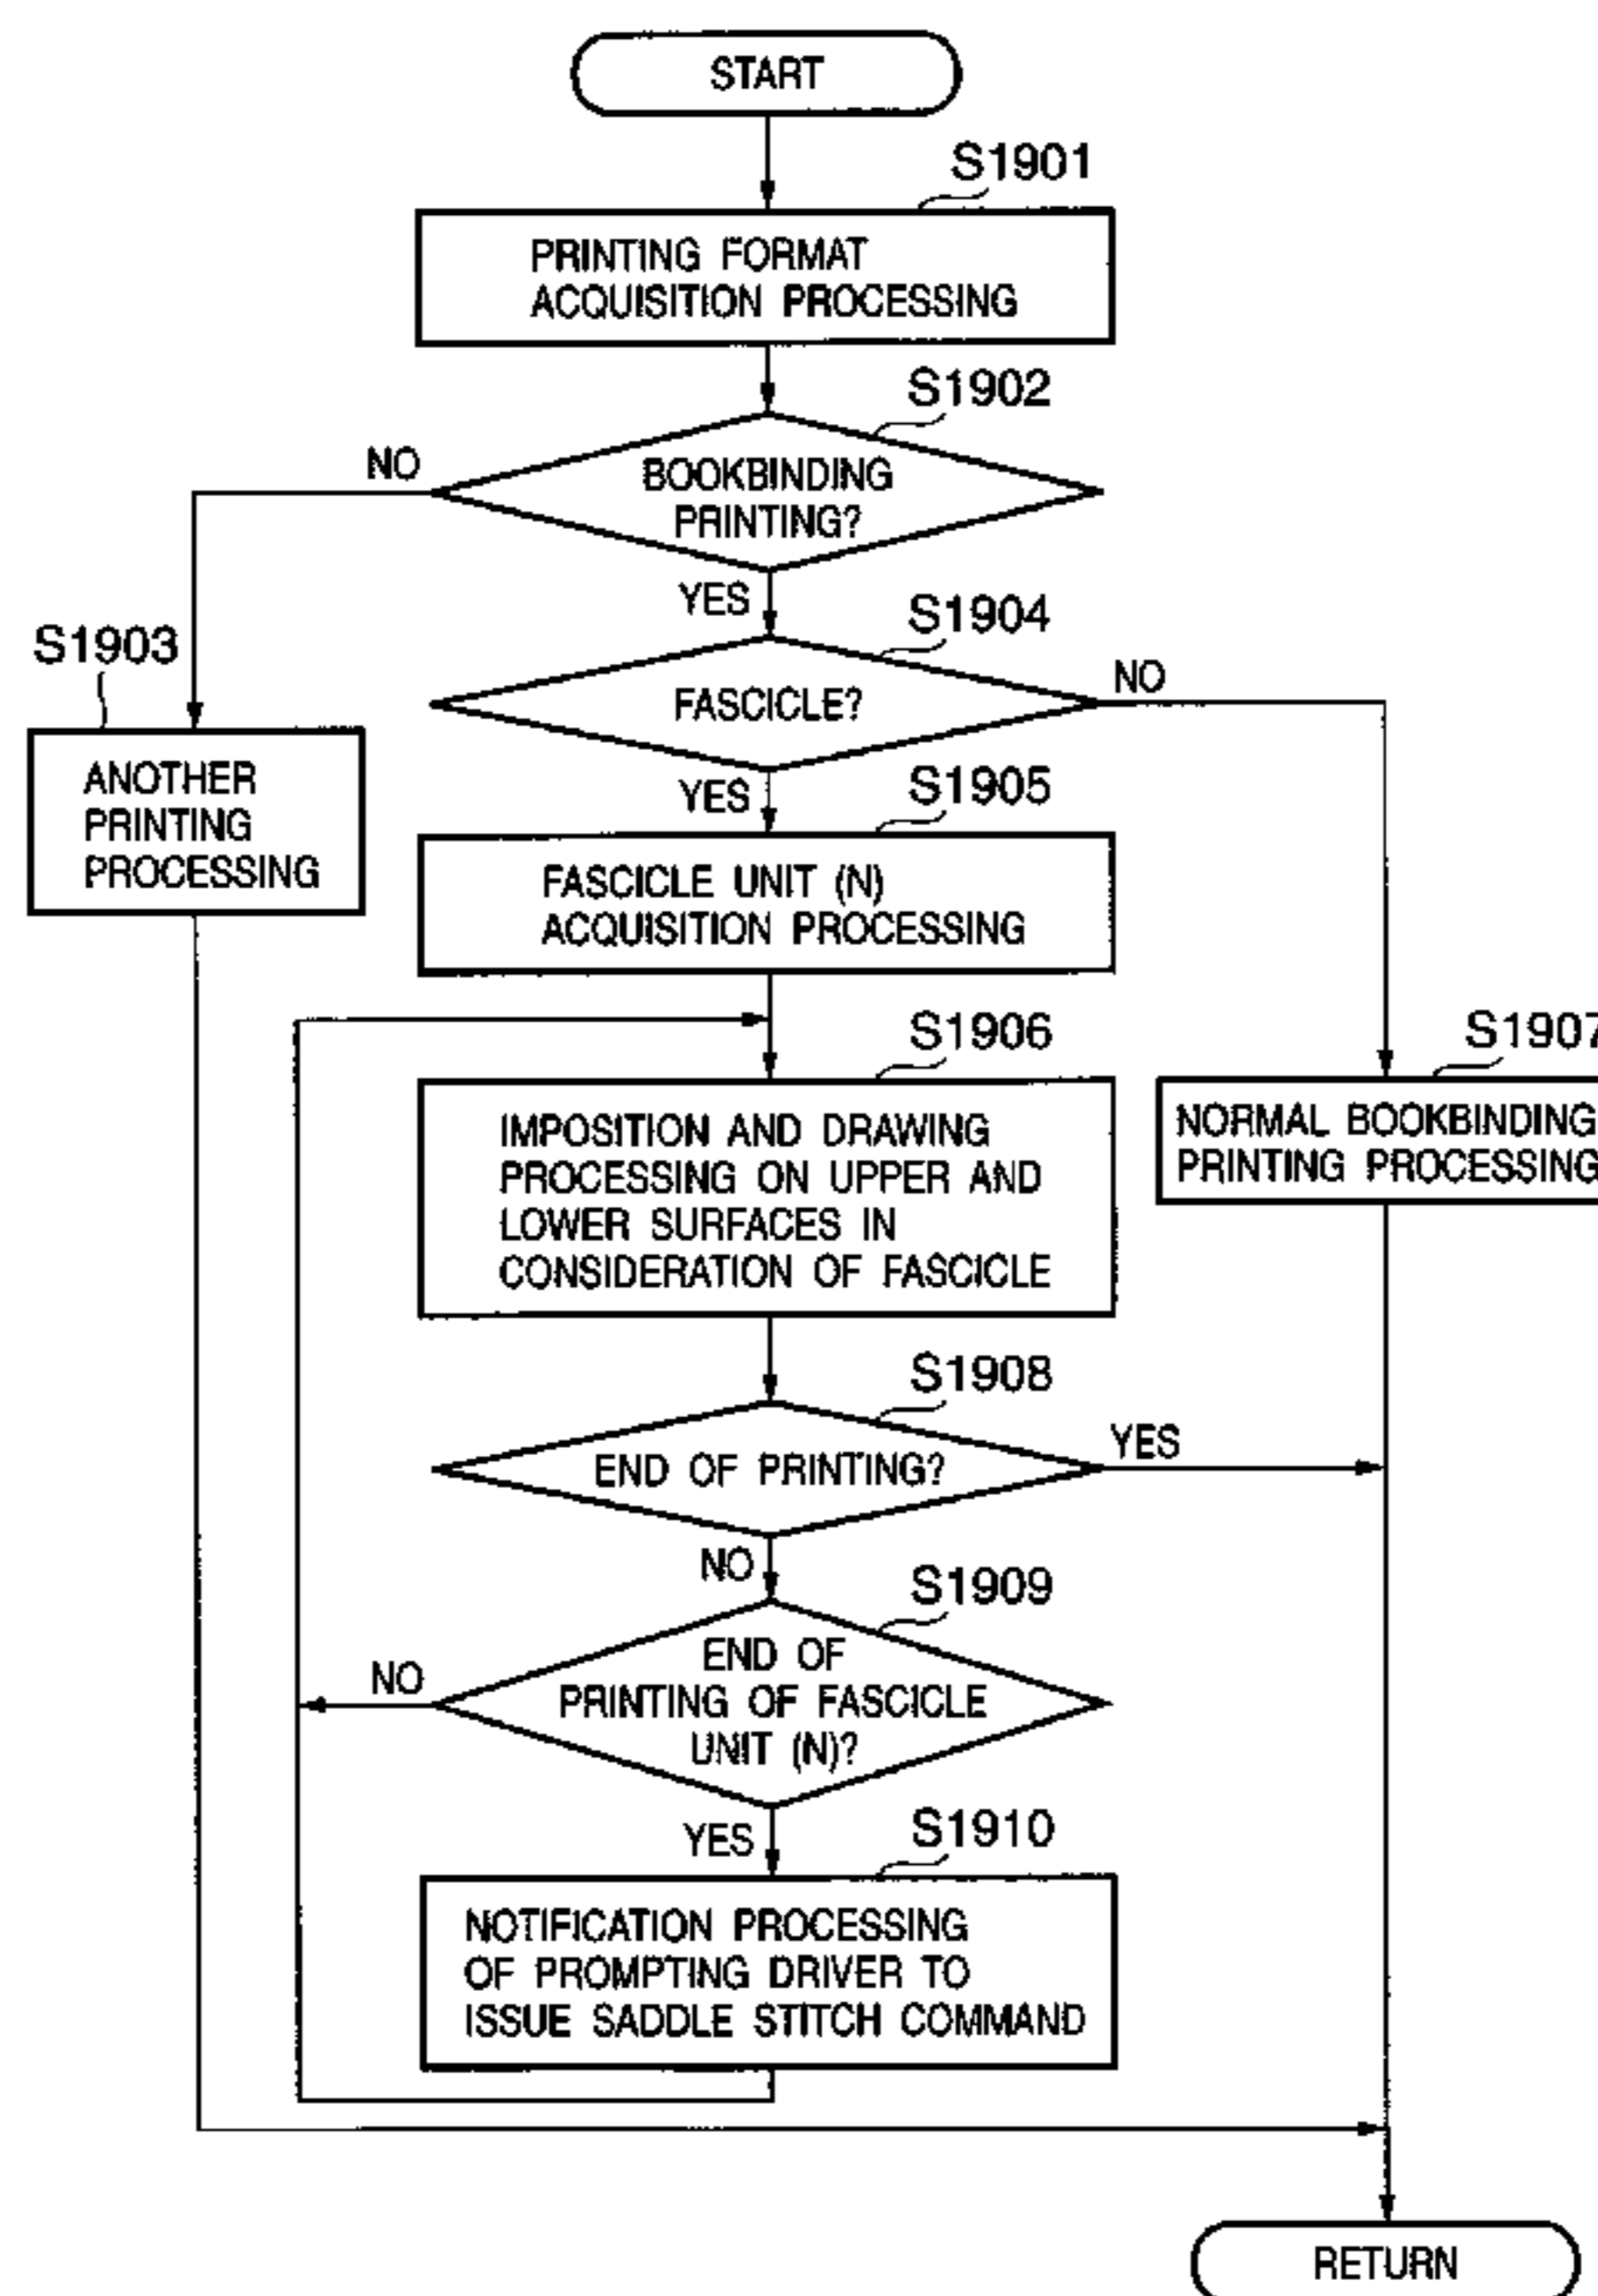 START
S1901
PRINTING FORMAT
ACQUISITION PROCESSING
S1902
NO
BOOKBINDING
PRINTING?
YES
S1903
S1904
NO
FASCICLE?
ANOTHER
PRINTING
PROCESSING
YES
S1905
FASCICLE UNIT (N)
ACQUISITION PROCESSING
S1906
S1907
IMPOSITION AND DRAWING
PROCESSING ON UPPER AND
LOWER SURFACES IN
CONSIDERATION OF FASCICLE
NORMAL BOOKBINDING
PRINTING PROCESSING
S1908
YES
END OF PRINTING?
NO
S1909
NO
END OF
PRINTING OF FASCICLE
UNIT (N)?
YES
S1910
NOTIFICATION PROCESSING
OF PROMPTING DRIVER TO
ISSUE SADDLE STITCH COMMAND
RETURN